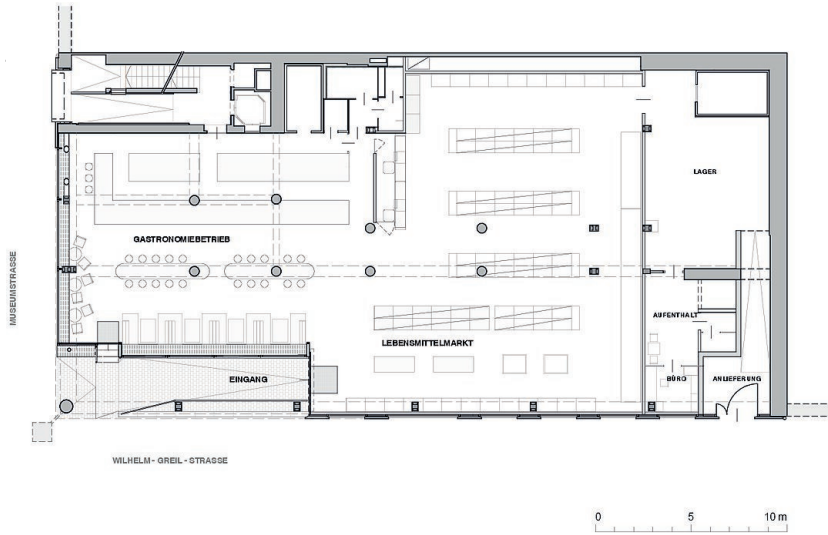 LAGER
GASTRONOMIEBETRIEB
MUSEUMSTRASSE
AUFENTHALT
LEBENSMITTELMARKT
EINGANG
BÜRO
ANLIEFERUNG
WILHELM - GREIL - STRASSE
0 5 10 m